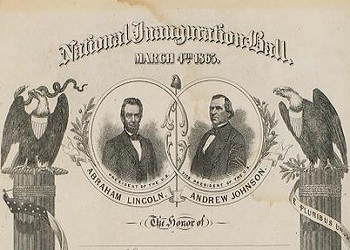 National Inauguration Ball,
MARCH 4TH 1865.
PRESIDENT OF THE U.S.
ABRAHAM LINCOLN.
VICE PRESIDENT OF THE
ANDREW JOHNSON.
The Honor of
PLURIBUS UN